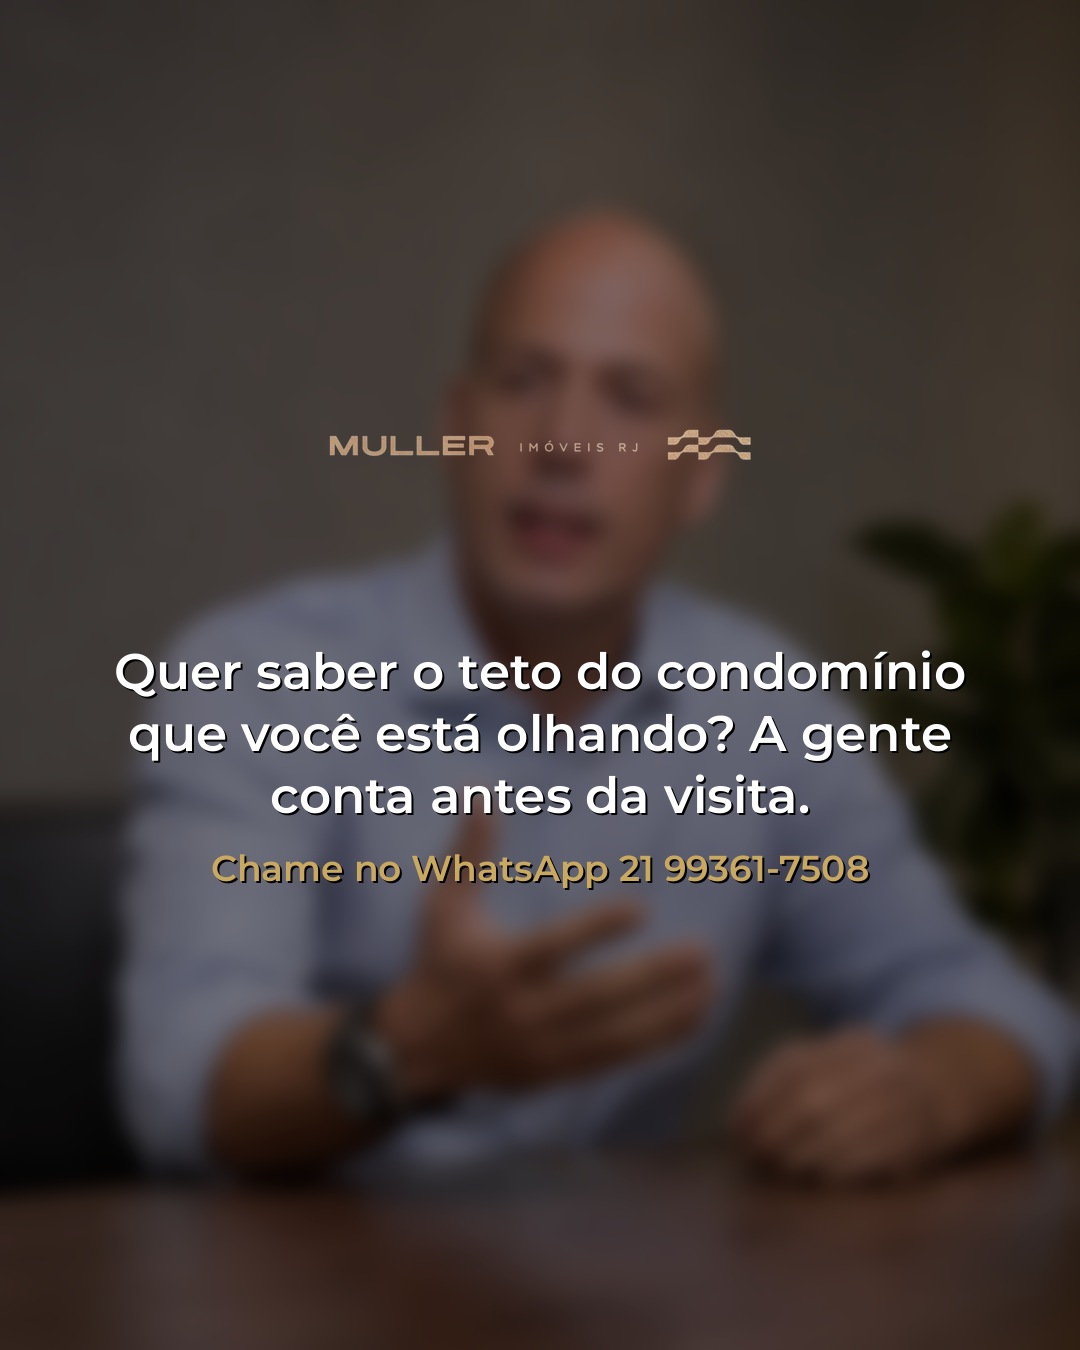 MULLER IMÓVEIS RJ
Quer saber o teto do condomínio
que você está olhando? A gente
conta antes da visita.
Chame no WhatsApp 21 99361-7508